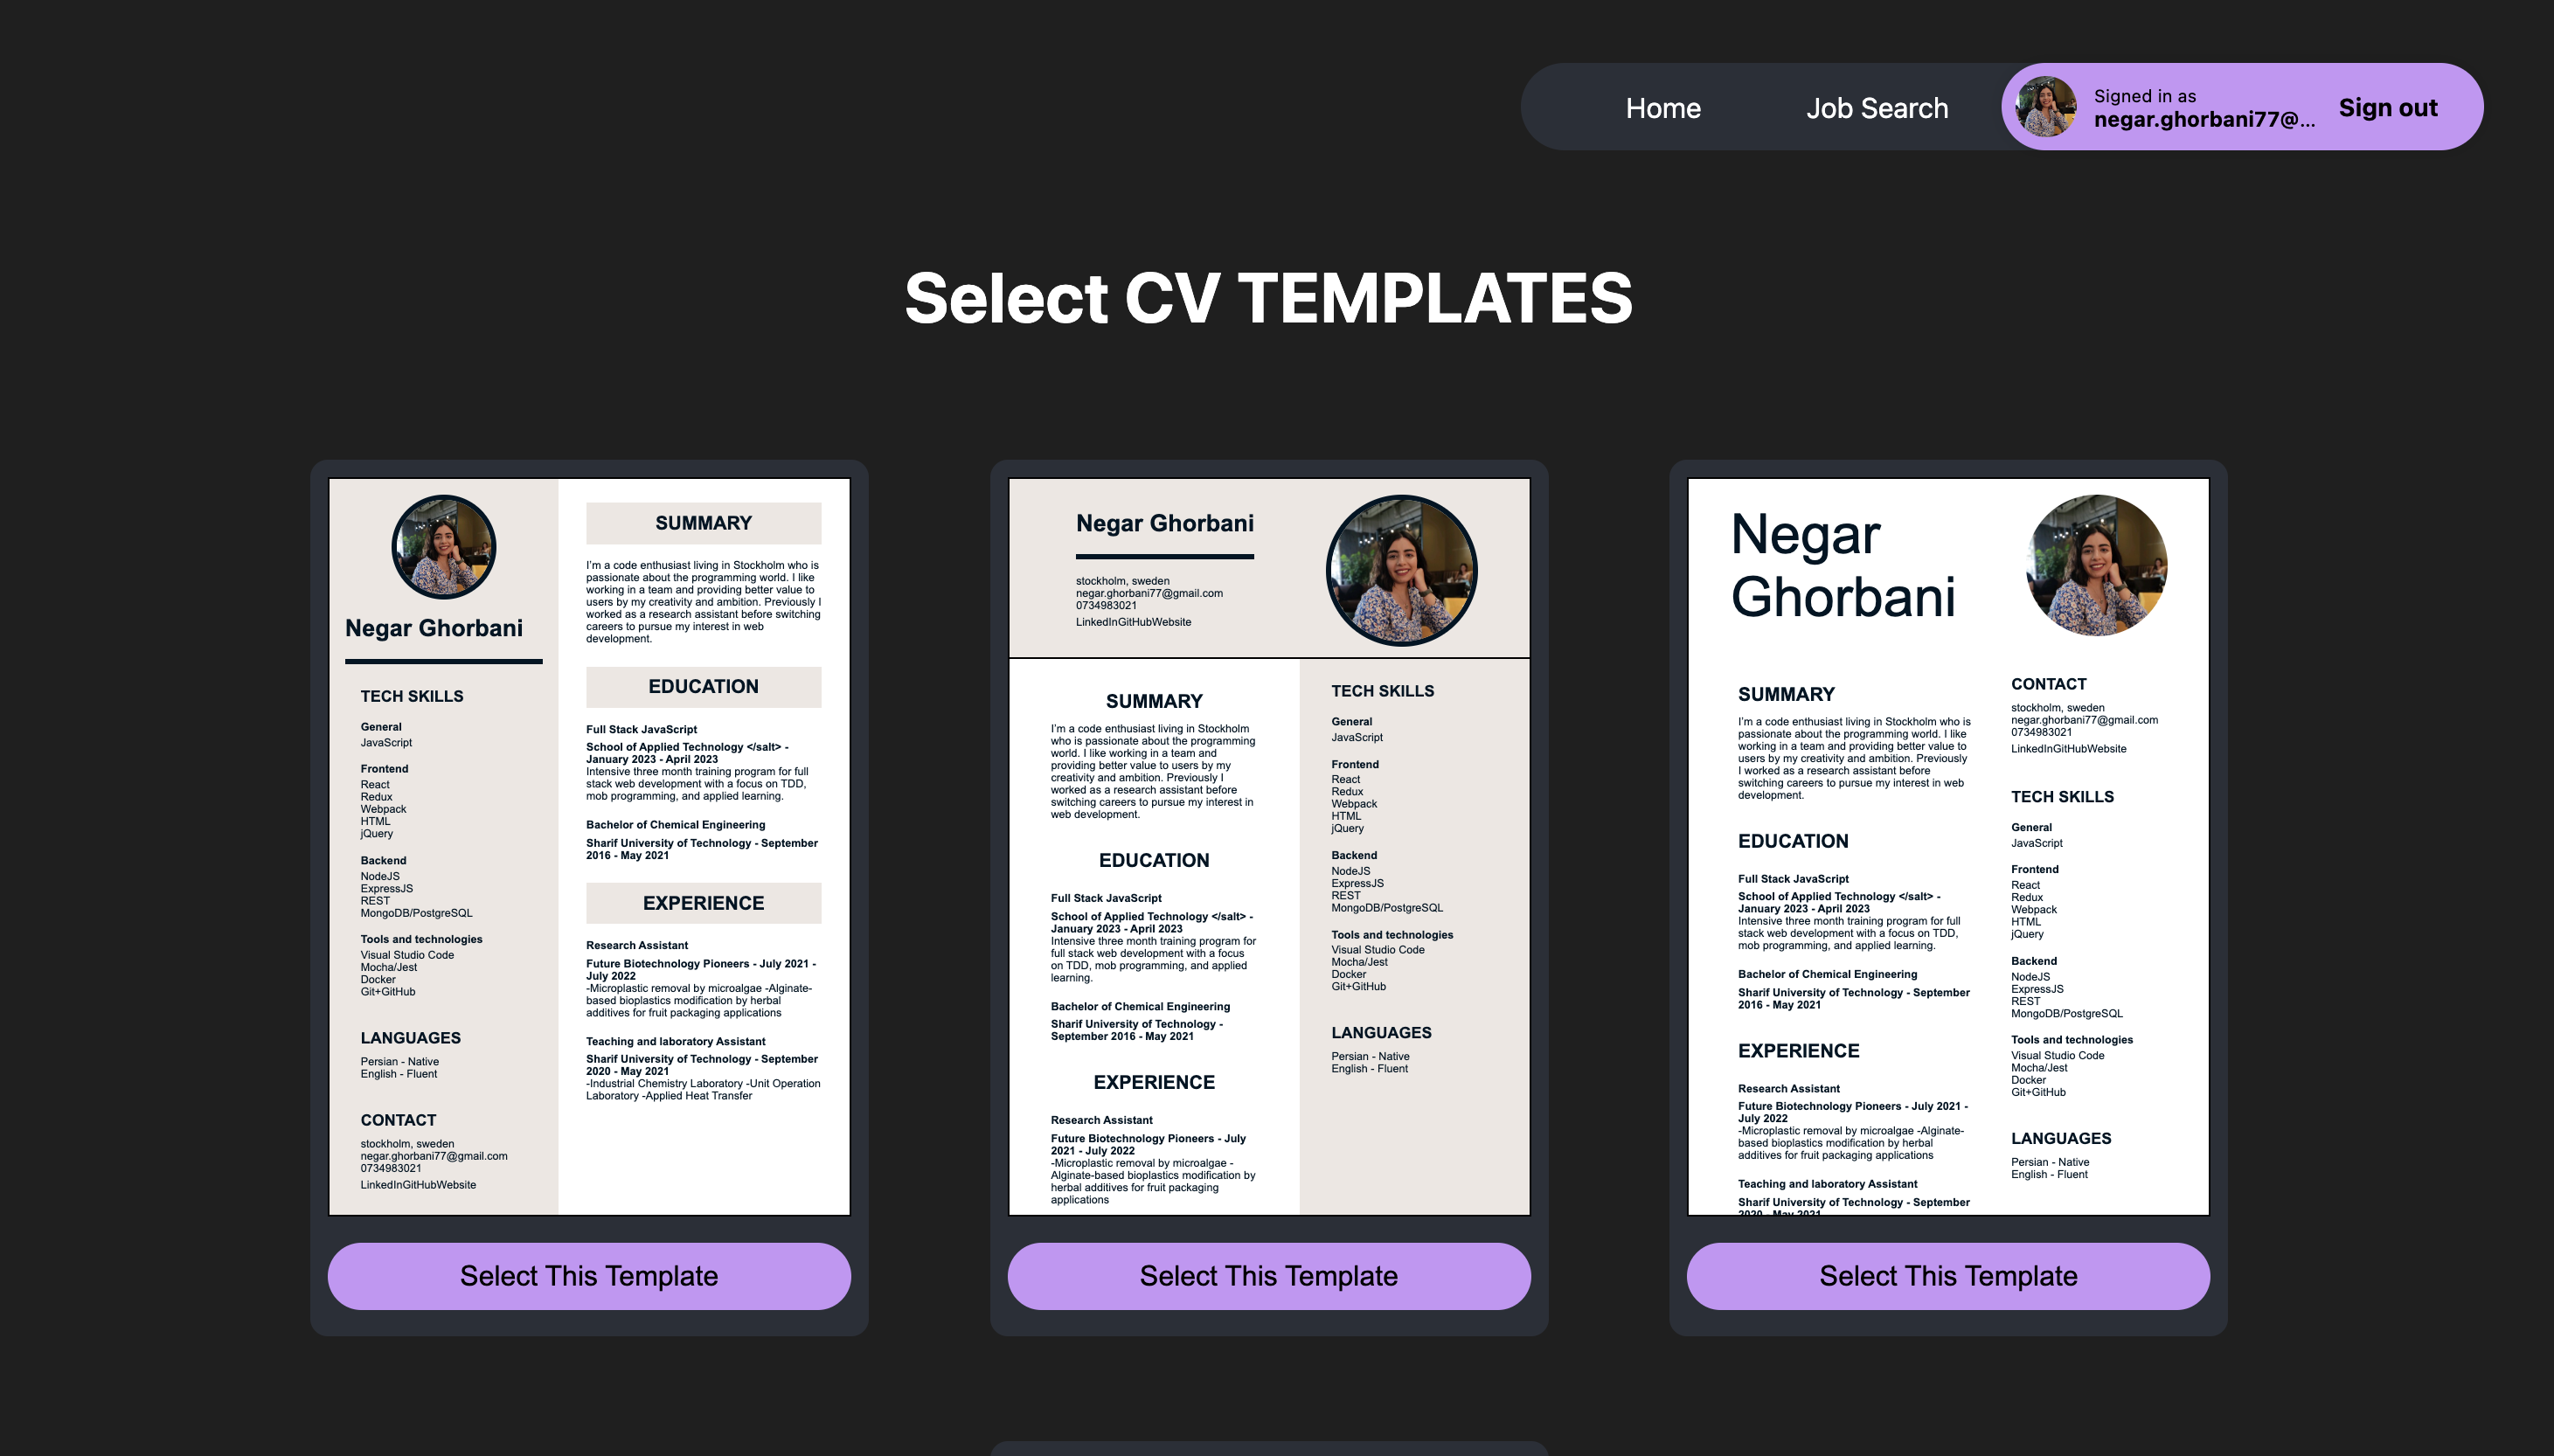 Home
Job Search
Signed in as
negar.ghorbani77@...
Sign out
Select CV TEMPLATES
Negar Ghorbani
TECH SKILLS
General
JavaScript
Frontend
React
Redux
Webpack
HTML
jQuery
Backend
NodeJS
ExpressJS
REST
MongoDB/PostgreSQL
Tools and technologies
Visual Studio Code
Mocha/Jest
Docker
Git+GitHub
LANGUAGES
Persian - Native
English - Fluent
CONTACT
stockholm, sweden
negar.ghorbani77@gmail.com
0734983021
LinkedInGitHubWebsite
SUMMARY
I'm a code enthusiast living in Stockholm who is
passionate about the programming world. I like
working in a team and providing better value to
users by my creativity and ambition. Previously I
worked as a research assistant before switching
careers to pursue my interest in web
development.
EDUCATION
Full Stack JavaScript
School of Applied Technology </salt> -
January 2023 - April 2023
Intensive three month training program for full
stack web development with a focus on TDD,
mob programming, and applied learning.
Bachelor of Chemical Engineering
Sharif University of Technology - September
2016 - May 2021
EXPERIENCE
Research Assistant
Future Biotechnology Pioneers - July 2021 -
July 2022
-Microplastic removal by microalgae -Alginate-
based bioplastics modification by herbal
additives for fruit packaging applications
Teaching and laboratory Assistant
Sharif University of Technology - September
2020 - May 2021
-Industrial Chemistry Laboratory -Unit Operation
Laboratory -Applied Heat Transfer
Select This Template
Negar Ghorbani
stockholm, sweden
negar.ghorbani77@gmail.com
0734983021
LinkedInGitHubWebsite
SUMMARY
I'm a code enthusiast living in Stockholm
who is passionate about the programming
world. I like working in a team and
providing better value to users by my
creativity and ambition. Previously I
worked as a research assistant before
switching careers to pursue my interest in
web development.
EDUCATION
Full Stack JavaScript
School of Applied Technology </salt> -
January 2023 - April 2023
Intensive three month training program for
full stack web development with a focus
on TDD, mob programming, and applied
learning.
Bachelor of Chemical Engineering
Sharif University of Technology -
September 2016 - May 2021
EXPERIENCE
Research Assistant
Future Biotechnology Pioneers - July
2021 - July 2022
-Microplastic removal by microalgae -
Alginate-based bioplastics modification by
herbal additives for fruit packaging
applications
TECH SKILLS
General
JavaScript
Frontend
React
Redux
Webpack
HTML
jQuery
Backend
NodeJS
ExpressJS
REST
MongoDB/PostgreSQL
Tools and technologies
Visual Studio Code
Mocha/Jest
Docker
Git+GitHub
LANGUAGES
Persian - Native
English - Fluent
Select This Template
Negar
Ghorbani
SUMMARY
I'm a code enthusiast living in Stockholm who is
passionate about the programming world. I like
working in a team and providing better value to
users by my creativity and ambition. Previously
I worked as a research assistant before
switching careers to pursue my interest in web
development.
EDUCATION
Full Stack JavaScript
School of Applied Technology </salt> -
January 2023 - April 2023
Intensive three month training program for full
stack web development with a focus on TDD,
mob programming, and applied learning.
Bachelor of Chemical Engineering
Sharif University of Technology - September
2016 - May 2021
EXPERIENCE
Research Assistant
Future Biotechnology Pioneers - July 2021 -
July 2022
-Microplastic removal by microalgae -Alginate-
based bioplastics modification by herbal
additives for fruit packaging applications
Teaching and laboratory Assistant
Sharif University of Technology - September
2020 - May 2021
CONTACT
stockholm, sweden
negar.ghorbani77@gmail.com
0734983021
LinkedInGitHubWebsite
TECH SKILLS
General
JavaScript
Frontend
React
Redux
Webpack
HTML
jQuery
Backend
NodeJS
ExpressJS
REST
MongoDB/PostgreSQL
Tools and technologies
Visual Studio Code
Mocha/Jest
Docker
Git+GitHub
LANGUAGES
Persian - Native
English - Fluent
Select This Template